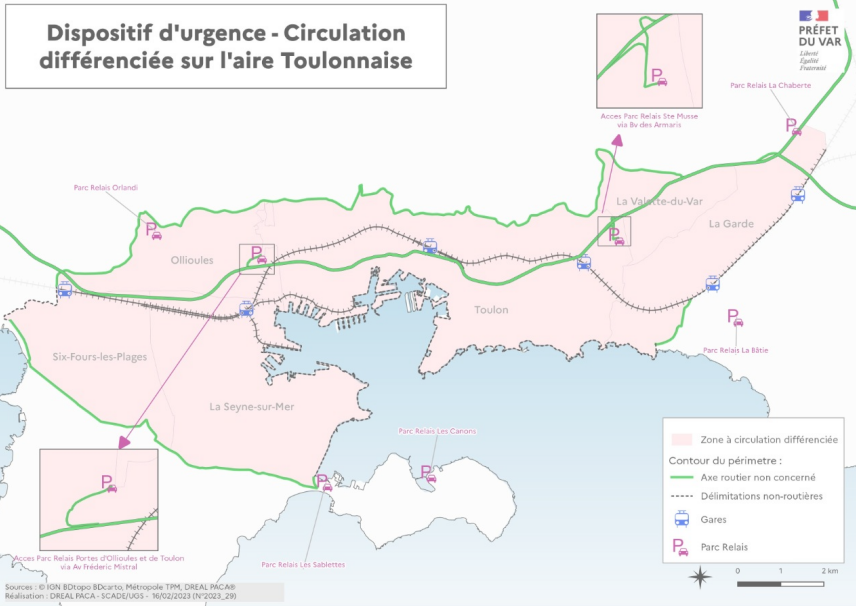 Dispositif d'urgence - Circulation
différenciée sur l'aire Toulonnaise
PRÉFET
DU VAR
Liberté
Égalité
Fraternité
P
Acces Parc Relais Ste Musse
via Bv des Armaris
Parc Relais La Chaberte
P
Parc Relais Orlandi
P
La Valette-du-Var
La Garde
P
Ollioules
P
Toulon
P
Parc Relais La Bâtie
Six-Fours-les-Plages
La Seyne-sur-Mer
Parc Relais Les Canons
P
P
Parc Relais Les Sablettes
P
Acces Parc Relais Portes d'Ollioules et de Toulon
via Av Fréderic Mistral
Zone à circulation différenciée
Contour du périmetre :
Axe routier non concerné
Délimitations non-routières
Gares
P Parc Relais
0 1 2 km
Sources : © IGN BDtopo BDcarto, Métropole TPM, DREAL PACA®
Réalisation : DREAL PACA - SCADE/UGS - 16/02/2023 (N°2023_29)